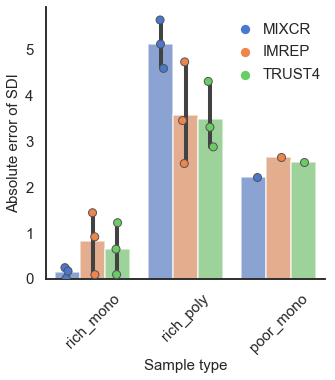 MIXCR
IMREP
TRUST4
Absolute error of SDI
5
4
3
2
1
0
rich_mono
rich_poly
poor_mono
Sample type